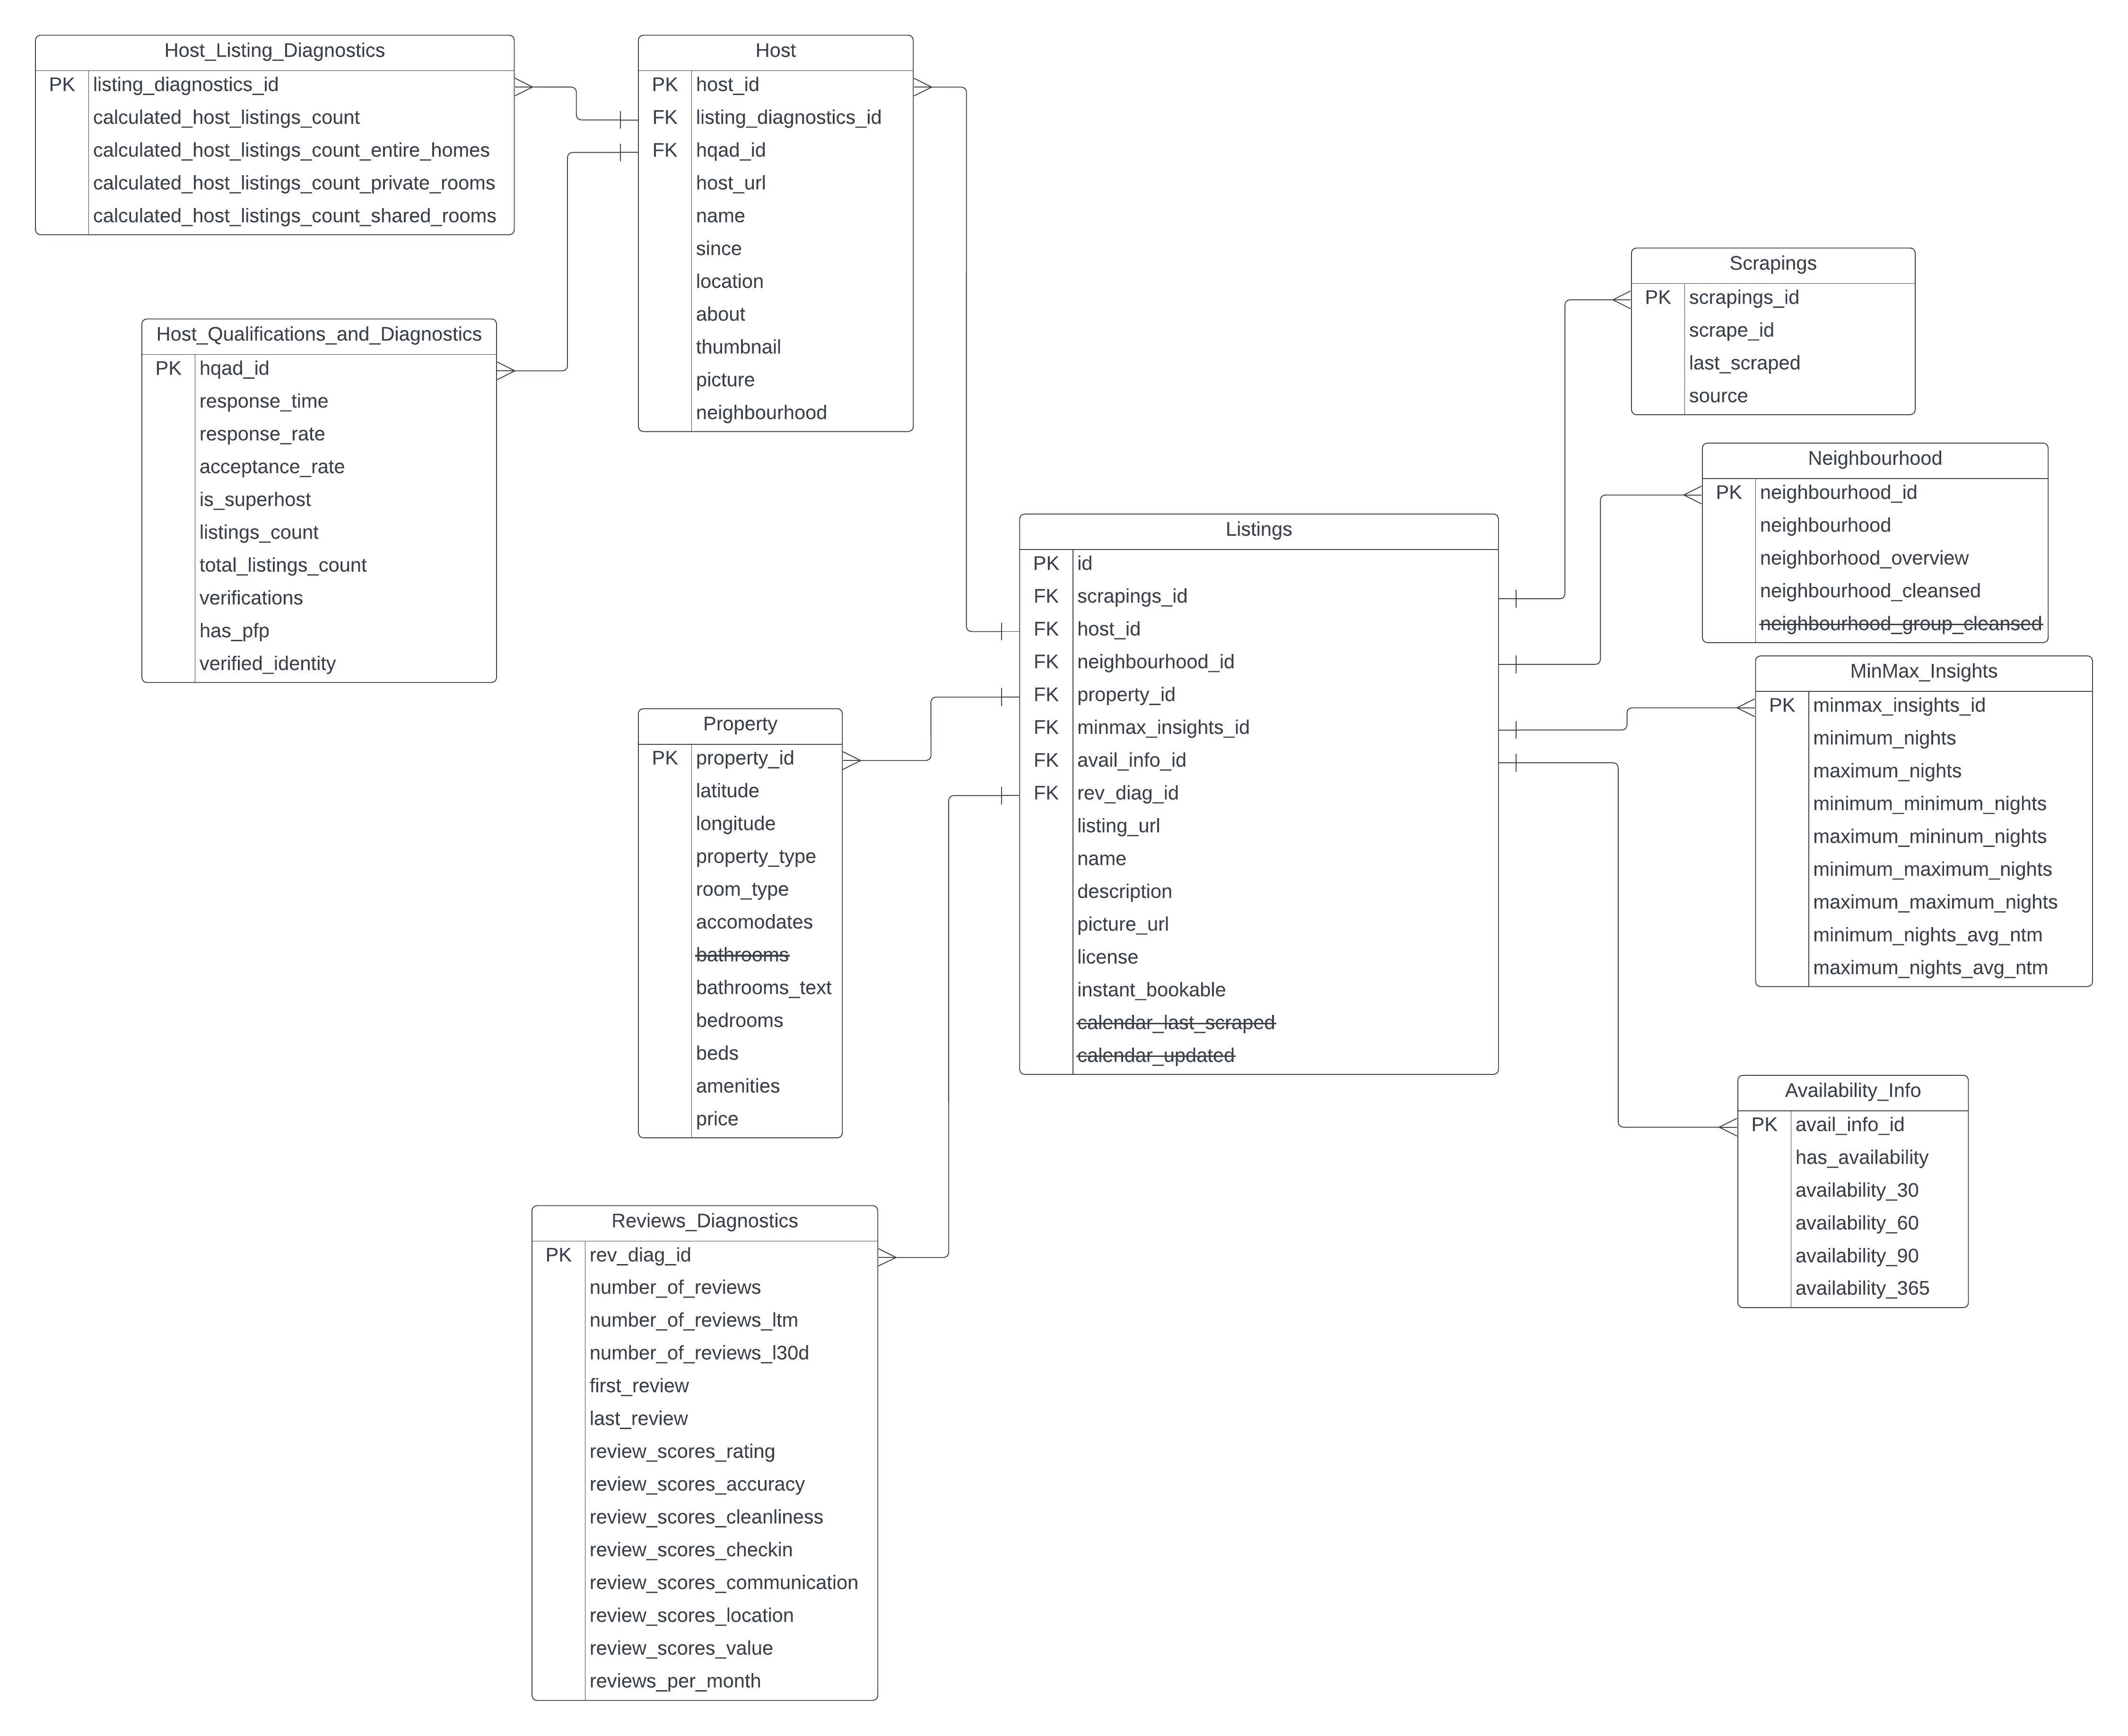 Host_Listing_Diagnostics
PK listing_diagnostics_id
calculated_host_listings_count
calculated_host_listings_count_entire_homes
calculated_host_listings_count_private_rooms
calculated_host_listings_count_shared_rooms
Host
PK host_id
FK listing_diagnostics_id
FK hqad_id
host_url
name
since
location
about
thumbnail
picture
neighbourhood
Host_Qualifications_and_Diagnostics
PK hqad_id
response_time
response_rate
acceptance_rate
is_superhost
listings_count
total_listings_count
verifications
has_pfp
verified_identity
Scrapings
PK scrapings_id
scrape_id
last_scraped
source
Neighbourhood
PK neighbourhood_id
neighbourhood
neighborhood_overview
neighbourhood_cleansed
neighbourhood_group_cleansed
Listings
PK id
FK scrapings_id
FK host_id
FK neighbourhood_id
FK property_id
FK minmax_insights_id
FK avail_info_id
FK rev_diag_id
listing_url
name
description
picture_url
license
instant_bookable
calendar_last_scraped
calendar_updated
MinMax_Insights
PK minmax_insights_id
minimum_nights
maximum_nights
minimum_minimum_nights
maximum_mininum_nights
minimum_maximum_nights
maximum_maximum_nights
minimum_nights_avg_ntm
maximum_nights_avg_ntm
Property
PK property_id
latitude
longitude
property_type
room_type
accomodates
bathrooms
bathrooms_text
bedrooms
beds
amenities
price
Availability_Info
PK avail_info_id
has_availability
availability_30
availability_60
availability_90
availability_365
Reviews_Diagnostics
PK rev_diag_id
number_of_reviews
number_of_reviews_ltm
number_of_reviews_l30d
first_review
last_review
review_scores_rating
review_scores_accuracy
review_scores_cleanliness
review_scores_checkin
review_scores_communication
review_scores_location
review_scores_value
reviews_per_month